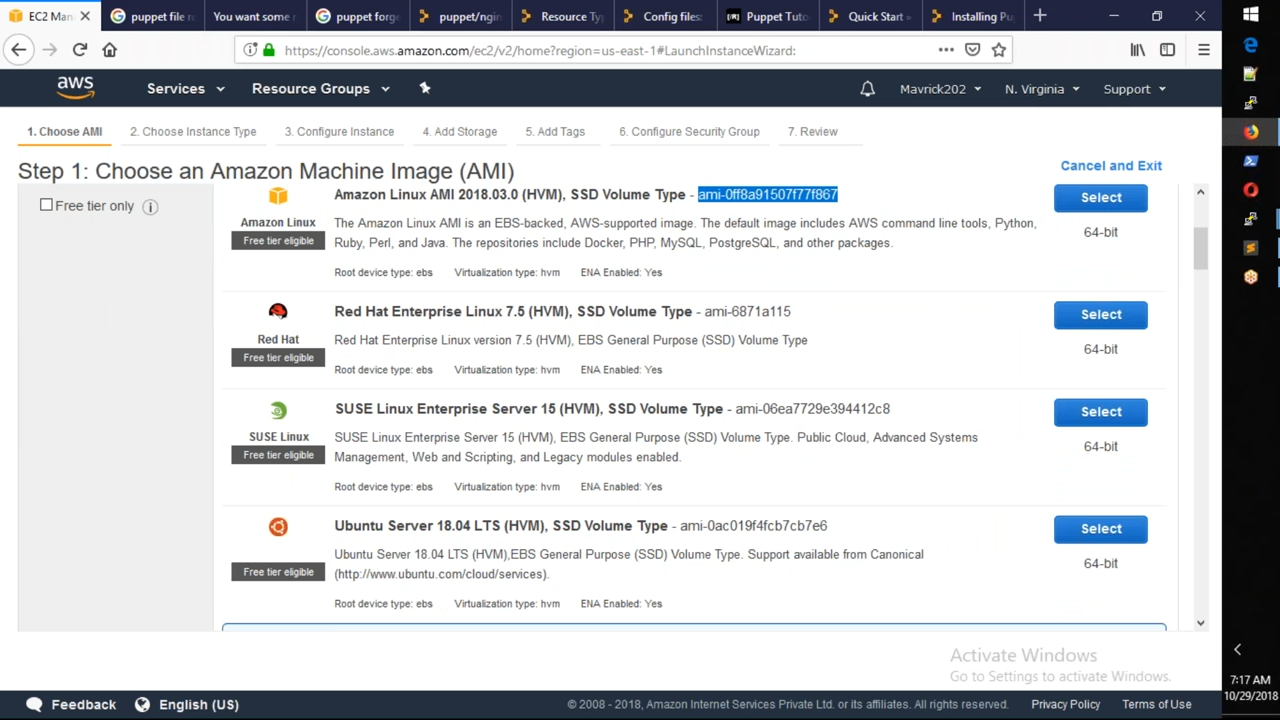 EC2 Man
puppet file re
You want some
puppet forge
puppet/ngin
Resource Ty
Config files:
Puppet Tuto
Quick Start
Installing Pu
https://console.aws.amazon.com/ec2/v2/home?region=us-east-1#LaunchInstanceWizard:
aws
Services
Resource Groups
Mavrick202
N. Virginia
Support
1. Choose AMI
2. Choose Instance Type
3. Configure Instance
4. Add Storage
5. Add Tags
6. Configure Security Group
7. Review
Step 1: Choose an Amazon Machine Image (AMI)
Cancel and Exit
Free tier only
Amazon Linux
Free tier eligible
Amazon Linux AMI 2018.03.0 (HVM), SSD Volume Type - ami-0ff8a91507f77f867
The Amazon Linux AMI is an EBS-backed, AWS-supported image. The default image includes AWS command line tools, Python,
Ruby, Perl, and Java. The repositories include Docker, PHP, MySQL, PostgreSQL, and other packages.
Root device type: ebs Virtualization type: hvm ENA Enabled: Yes
Select
64-bit
Red Hat
Free tier eligible
Red Hat Enterprise Linux 7.5 (HVM), SSD Volume Type - ami-6871a115
Red Hat Enterprise Linux version 7.5 (HVM), EBS General Purpose (SSD) Volume Type
Root device type: ebs Virtualization type: hvm ENA Enabled: Yes
Select
64-bit
SUSE Linux
Free tier eligible
SUSE Linux Enterprise Server 15 (HVM), SSD Volume Type - ami-06ea7729e394412c8
SUSE Linux Enterprise Server 15 (HVM), EBS General Purpose (SSD) Volume Type. Public Cloud, Advanced Systems
Management, Web and Scripting, and Legacy modules enabled.
Root device type: ebs Virtualization type: hvm ENA Enabled: Yes
Select
64-bit
Free tier eligible
Ubuntu Server 18.04 LTS (HVM), SSD Volume Type - ami-0ac019f4fcb7cb7e6
Ubuntu Server 18.04 LTS (HVM),EBS General Purpose (SSD) Volume Type. Support available from Canonical
(http://www.ubuntu.com/cloud/services).
Root device type: ebs Virtualization type: hvm ENA Enabled: Yes
Select
64-bit
Activate Windows
Go to Settings to activate Windows.
Feedback
English (US)
© 2008 - 2018, Amazon Internet Services Private Ltd. or its affiliates. All rights reserved.
Privacy Policy
Terms of Use
7:17 AM
10/29/2018